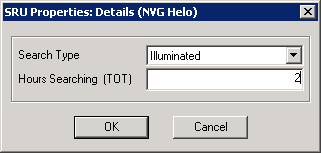 SRU Properties: Details (NVG Helo)
Search Type Illuminated
Hours Searching (TOT) 2
OK Cancel